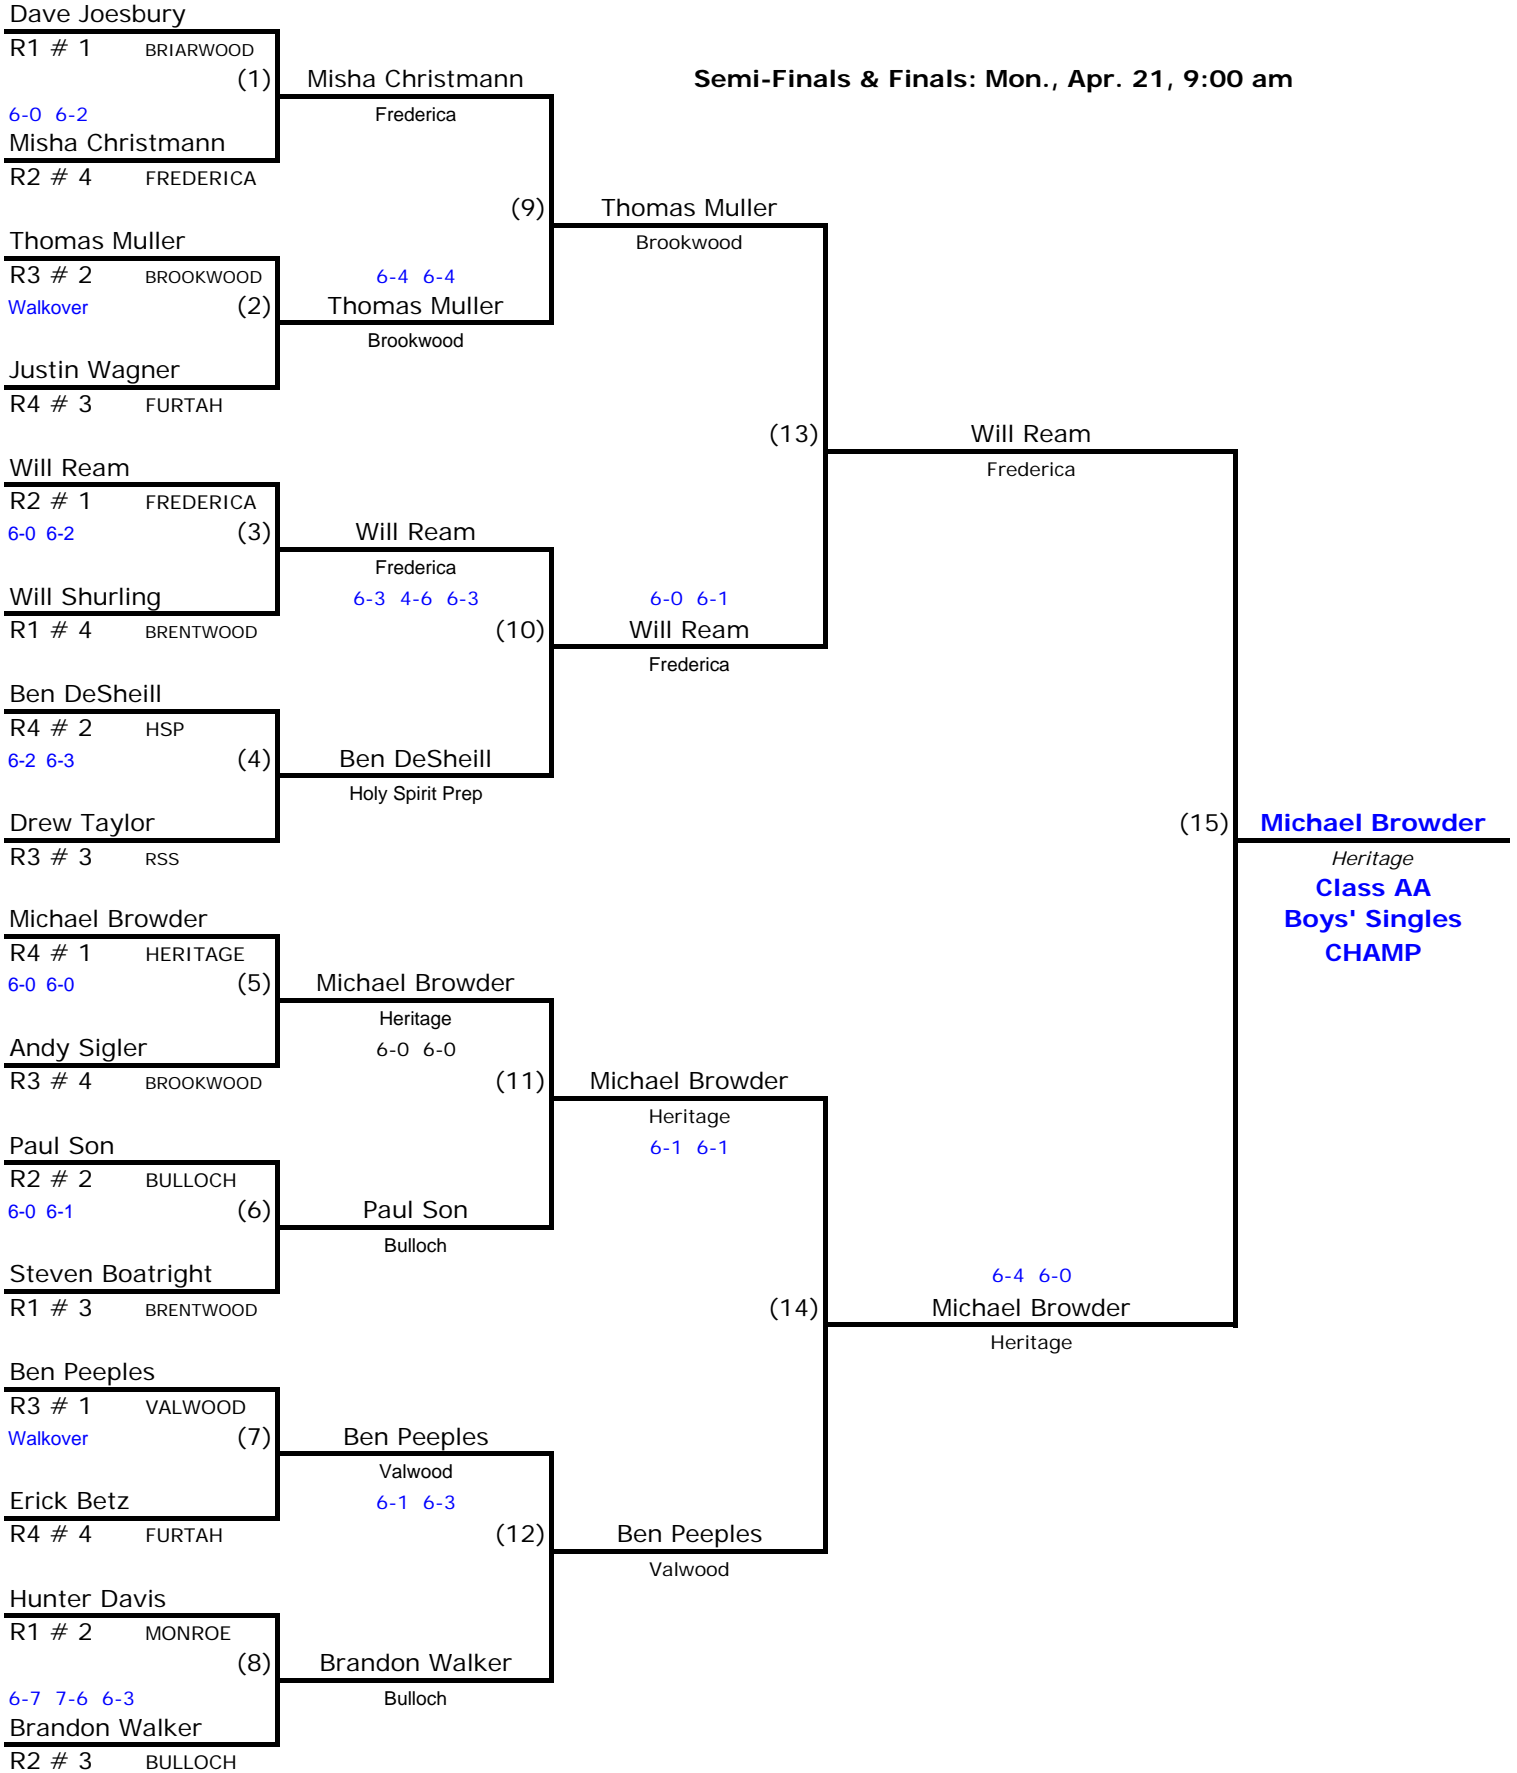 Dave Joesbury
R1 # 1 BRIARWOOD
(1) Misha Christmann Semi-Finals & Finals: Mon., Apr. 21, 9:00 am
6-0 6-2 Frederica
Misha Christmann
R2 # 4 FREDERICA
(9) Thomas Muller
Thomas Muller Brookwood
R3 # 2 BROOKWOOD 6-4 6-4
Walkover (2) Thomas Muller
Brookwood
Justin Wagner
R4 # 3 FURTAH
(13) Will Ream
Will Ream Frederica
R2 # 1 FREDERICA
6-0 6-2 (3) Will Ream
Frederica
Will Shurling 6-3 4-6 6-3 6-0 6-1
R1 # 4 BRENTWOOD (10) Will Ream
Frederica
Ben DeSheill
R4 # 2 HSP
6-2 6-3 (4) Ben DeSheill
Holy Spirit Prep
Drew Taylor (15) Michael Browder
R3 # 3 RSS Heritage
Class AA
Michael Browder Boys' Singles
R4 # 1 HERITAGE CHAMP
6-0 6-0 (5) Michael Browder
Heritage
Andy Sigler 6-0 6-0
R3 # 4 BROOKWOOD (11) Michael Browder
Heritage
Paul Son 6-1 6-1
R2 # 2 BULLOCH
6-0 6-1 (6) Paul Son
Bulloch
Steven Boatright 6-4 6-0
R1 # 3 BRENTWOOD (14) Michael Browder
Heritage
Ben Peeples
R3 # 1 VALWOOD
Walkover (7) Ben Peeples
Valwood
Erick Betz 6-1 6-3
R4 # 4 FURTAH (12) Ben Peeples
Valwood
Hunter Davis
R1 # 2 MONROE
(8) Brandon Walker
6-7 7-6 6-3 Bulloch
Brandon Walker
R2 # 3 BULLOCH